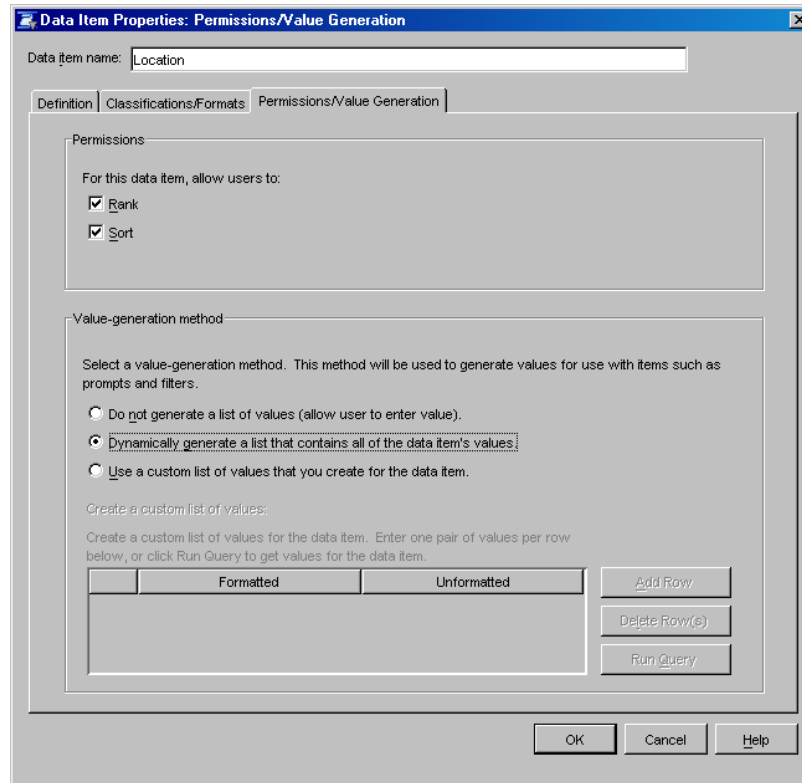 Data Item Properties: Permissions/Value Generation
Data item name: Location
Definition Classifications/Formats Permissions/Value Generation
Permissions
For this data item, allow users to:
Rank
Sort
Value-generation method
Select a value-generation method. This method will be used to generate values for use with items such as
prompts and filters.
Do not generate a list of values (allow user to enter value).
Dynamically generate a list that contains all of the data item's values.
Use a custom list of values that you create for the data item.
Create a custom list of values:
Create a custom list of values for the data item. Enter one pair of values per row
below, or click Run Query to get values for the data item.
Formatted Unformatted
Add Row
Delete Row(s)
Run Query
OK Cancel Help